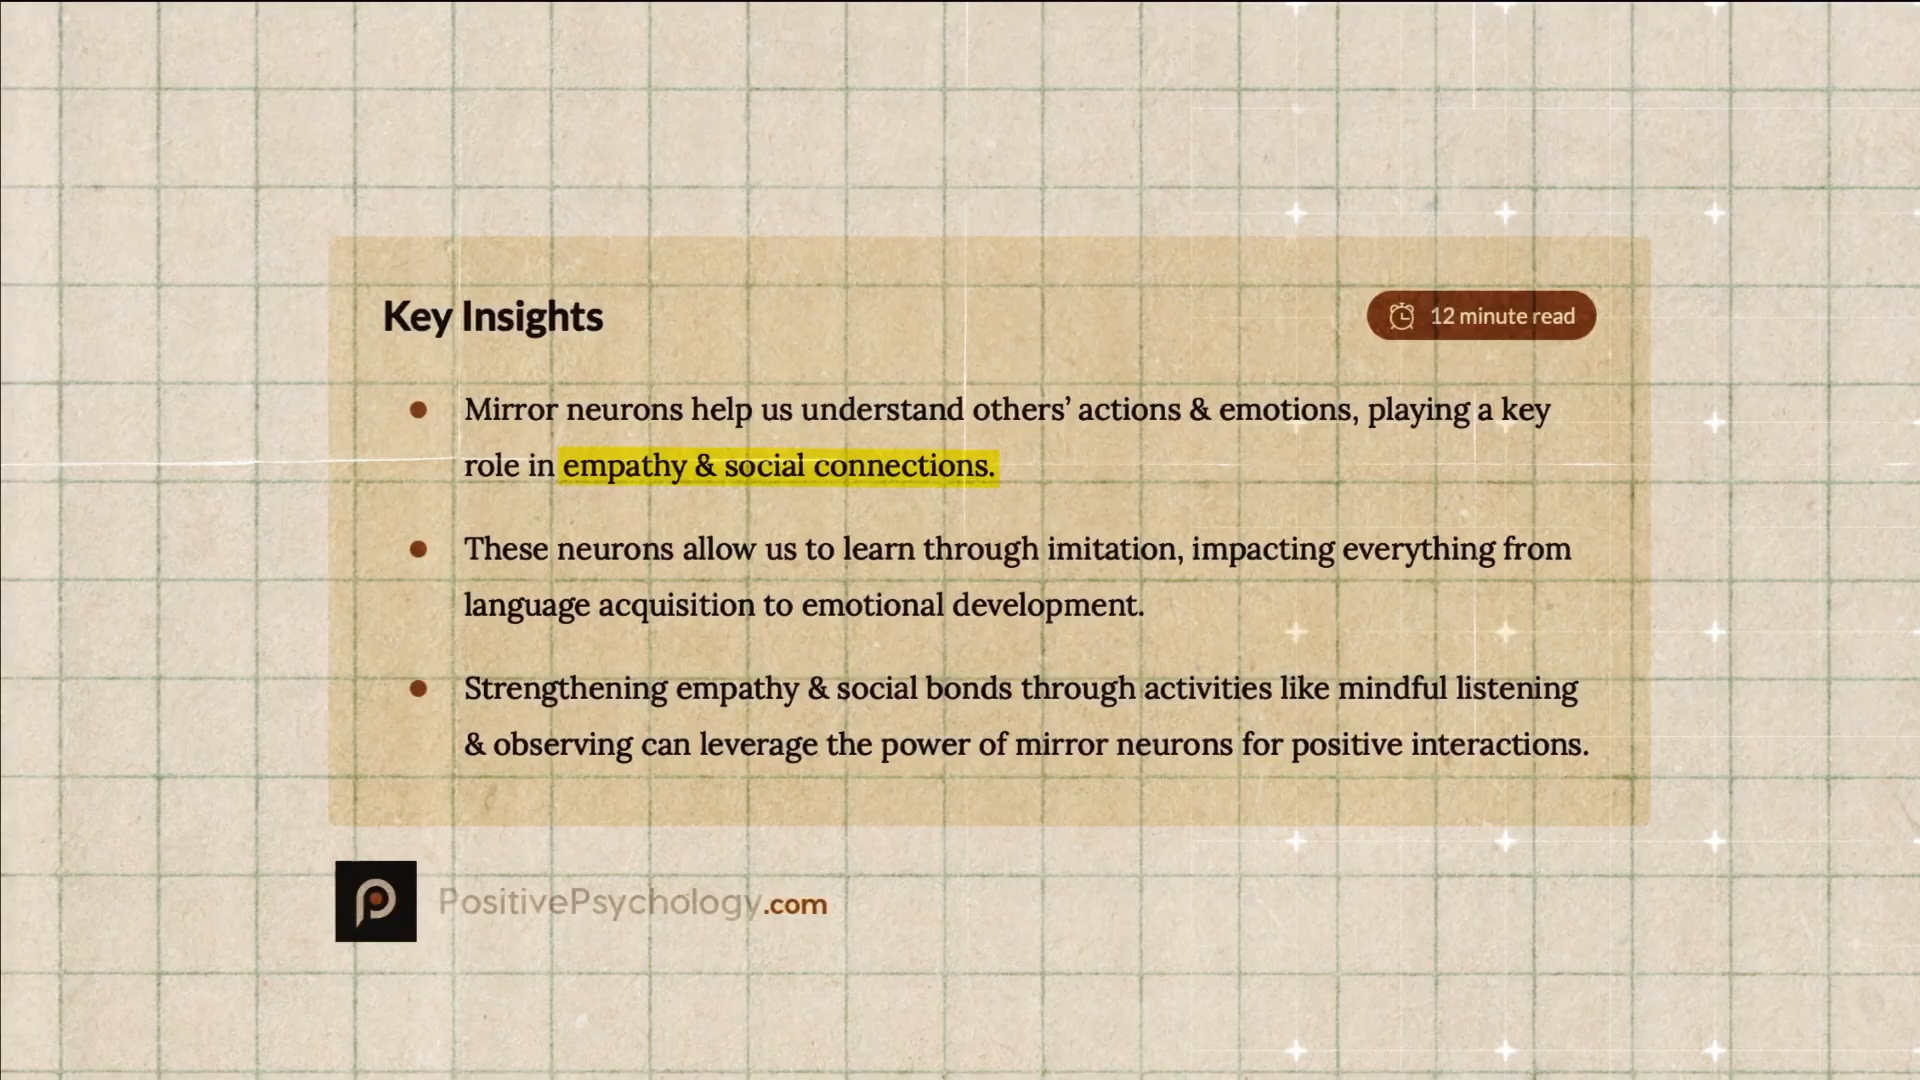 Key Insights
12 minute read
Mirror neurons help us understand others’ actions & emotions, playing a key
role in empathy & social connections.
These neurons allow us to learn through imitation, impacting everything from
language acquisition to emotional development.
Strengthening empathy & social bonds through activities like mindful listening
& observing can leverage the power of mirror neurons for positive interactions.
PositivePsychology.com